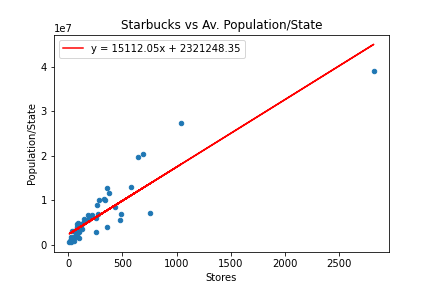 Starbucks vs Av. Population/State
1e7
y = 15112.05x + 2321248.35
4
3
2
1
0
Population/State
0
500
1000
1500
2000
2500
Stores